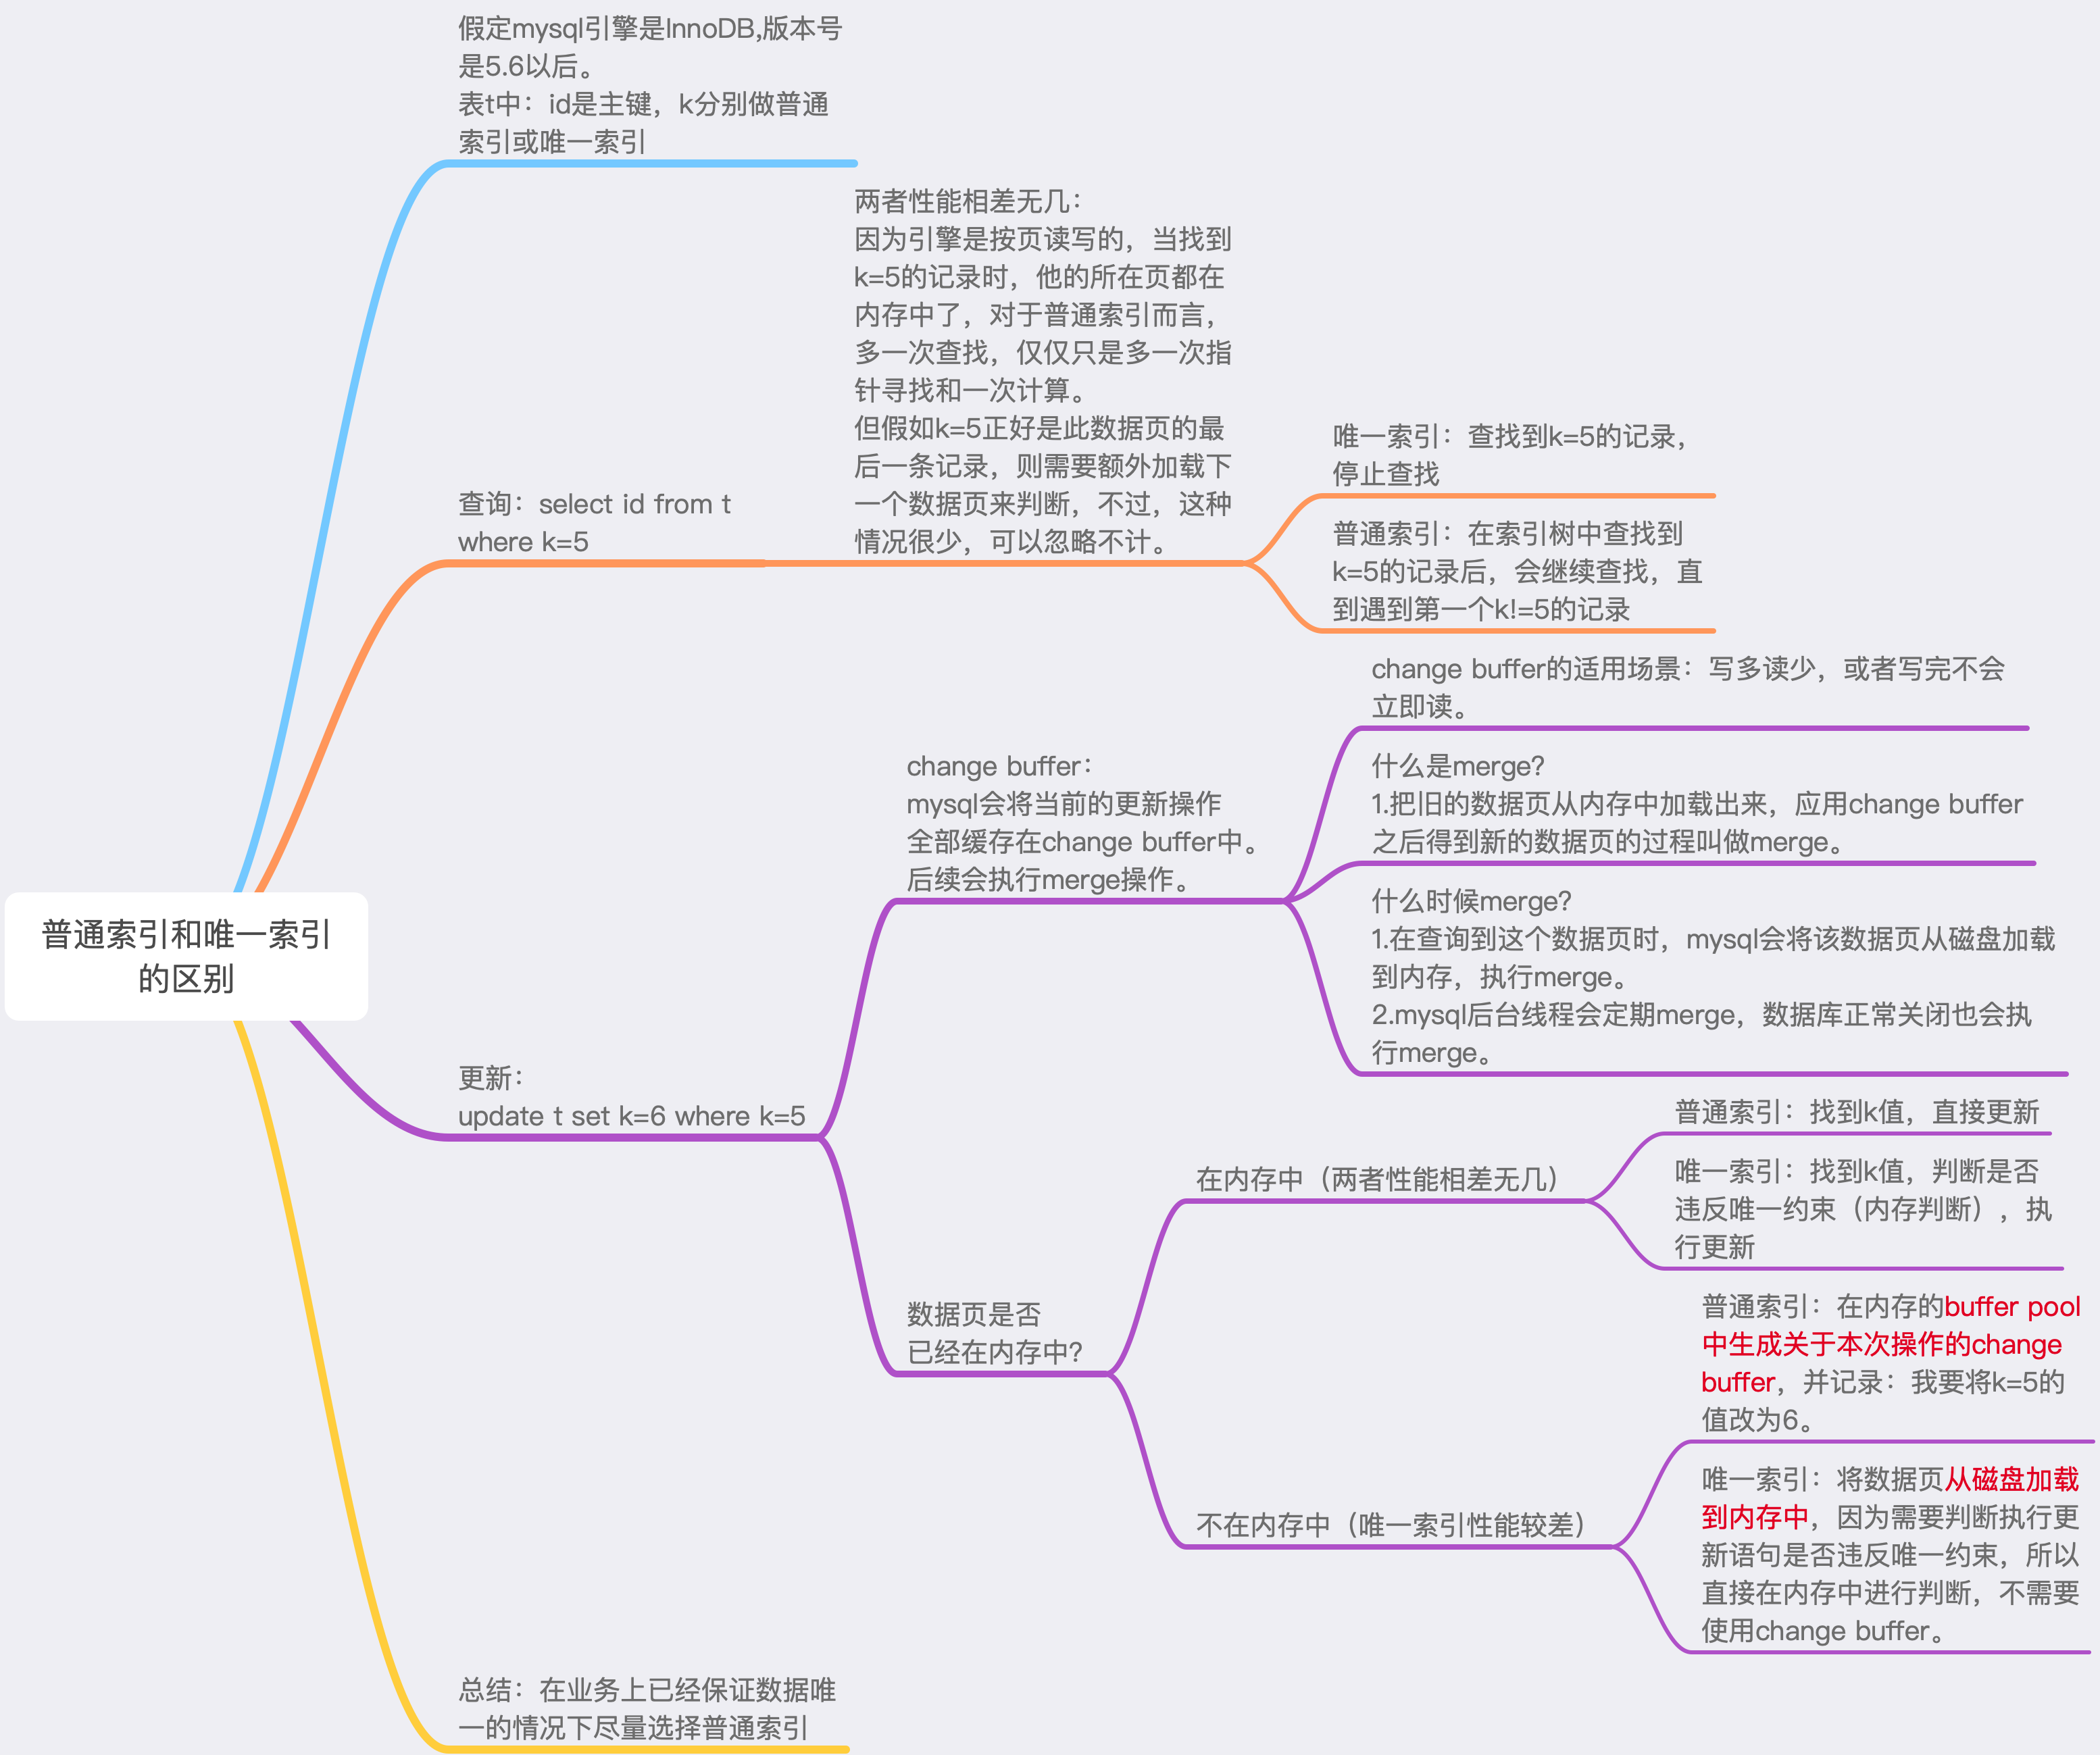 普通索引和唯一索引
的区别
假定mysql引擎是InnoDB,版本号
是5.6以后。
表t中：id是主键，k分别做普通
索引或唯一索引
查询：select id from t
where k=5
两者性能相差无几：
因为引擎是按页读写的，当找到
k=5的记录时，他的所在页都在
内存中了，对于普通索引而言，
多一次查找，仅仅只是多一次指
针寻找和一次计算。
但假如k=5正好是此数据页的最
后一条记录，则需要额外加载下
一个数据页来判断，不过，这种
情况很少，可以忽略不计。
唯一索引：查找到k=5的记录，
停止查找
普通索引：在索引树中查找到
k=5的记录后，会继续查找，直
到遇到第一个k!=5的记录
更新：
update t set k=6 where k=5
change buffer：
mysql会将当前的更新操作
全部缓存在change buffer中。
后续会执行merge操作。
change buffer的适用场景：写多读少，或者写完不会
立即读。
什么是merge?
1.把旧的数据页从内存中加载出来，应用change buffer
之后得到新的数据页的过程叫做merge。
什么时候merge?
1.在查询到这个数据页时，mysql会将该数据页从磁盘加载
到内存，执行merge。
2.mysql后台线程会定期merge，数据库正常关闭也会执
行merge。
数据页是否
已经在内存中?
在内存中（两者性能相差无几）
普通索引：找到k值，直接更新
唯一索引：找到k值，判断是否
违反唯一约束（内存判断），执
行更新
不在内存中（唯一索引性能较差）
普通索引：在内存的buffer pool
中生成关于本次操作的change
buffer，并记录：我要将k=5的
值改为6。
唯一索引：将数据页从磁盘加载
到内存中，因为需要判断执行更
新语句是否违反唯一约束，所以
直接在内存中进行判断，不需要
使用change buffer。
总结：在业务上已经保证数据唯
一的情况下尽量选择普通索引